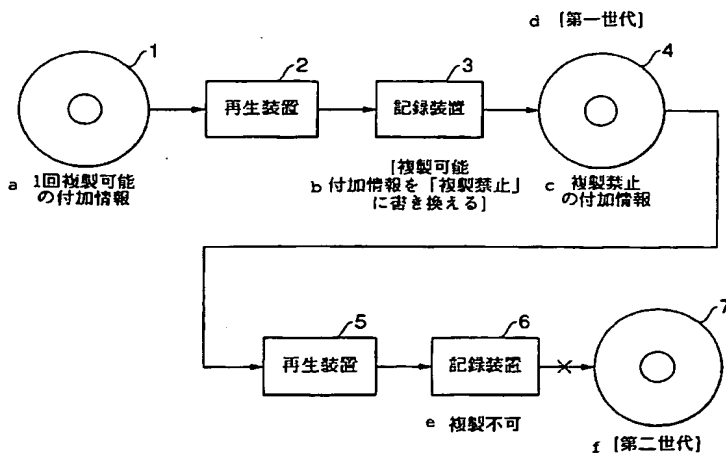 d [第一世代]
1
2
3
4
再生装置
記録装置
a 1回複製可能
の付加情報
[複製可能
b 付加情報を「複製禁止」
に書き換える]
c 複製禁止
の付加情報
5
6
7
再生装置
記録装置
e 複製不可
f [第二世代]